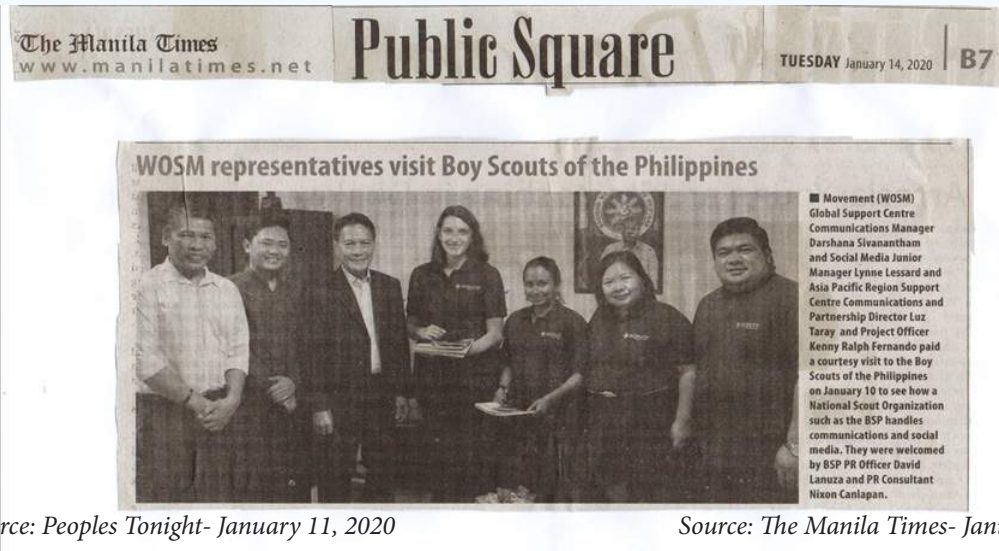 The Manila Times
www.manilatimes.net
Public Square
TUESDAY January 14, 2020
B7
WOSM representatives visit Boy Scouts of the Philippines
■ Movement (WOSM)
Global Support Centre
Communications Manager
Darshana Sivanantham
and Social Media Junior
Manager Lynne Lessard and
Asia Pacific Region Support
Centre Communications and
Partnership Director Luz
Taray and Project Officer
Kenny Ralph Fernando paid
a courtesy visit to the Boy
Scouts of the Philippines
on January 10 to see how a
National Scout Organization
such as the BSP handles
communications and social
media. They were welcomed
by BSP PR Officer David
Lanuza and PR Consultant
Nixon Canlapan.
rce: Peoples Tonight- January 11, 2020
Source: The Manila Times- Jan